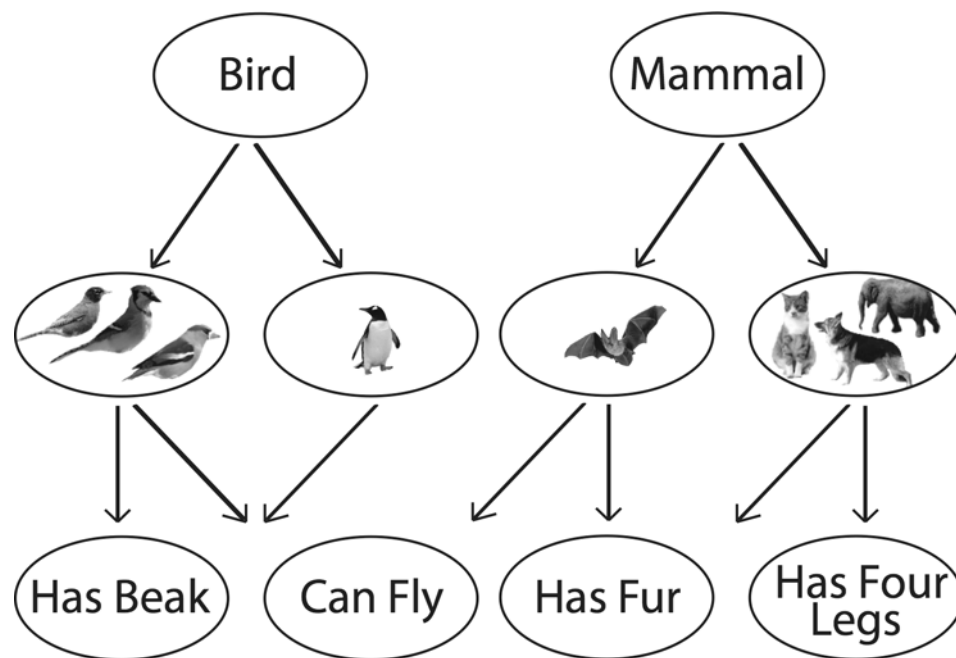 Bird
Mammal
Has Beak
Can Fly
Has Fur
Has Four
Legs